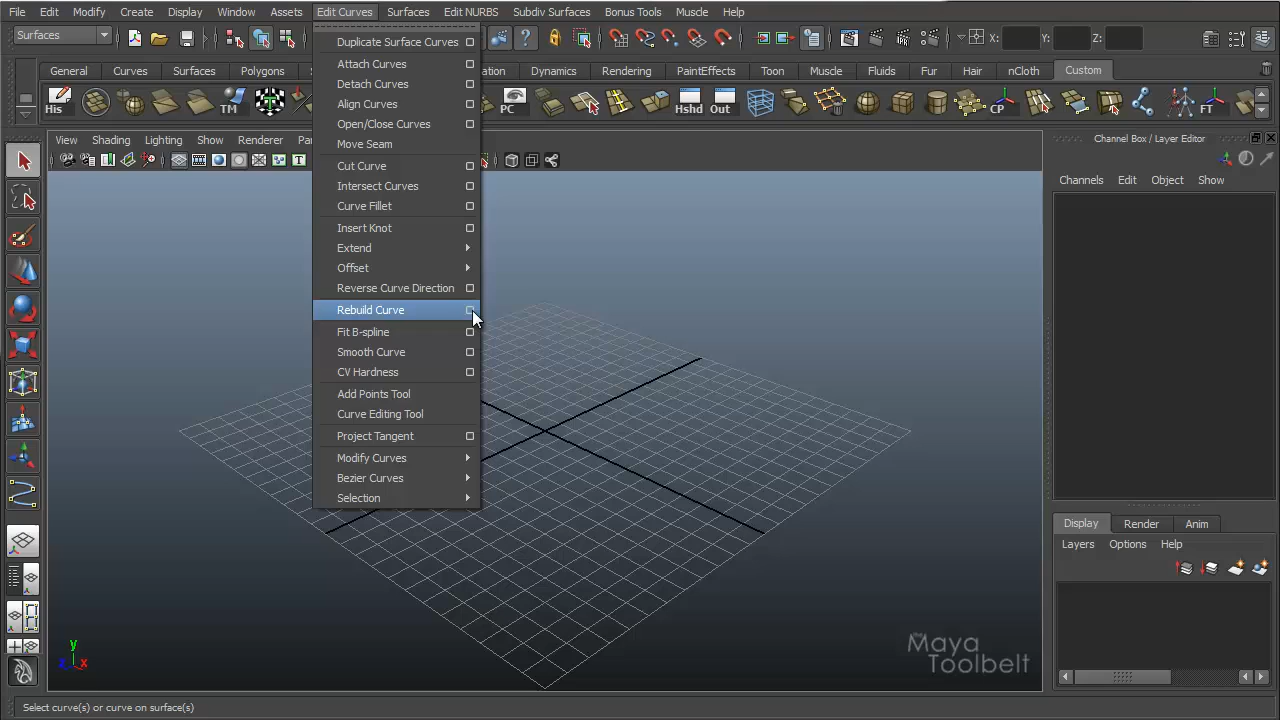 File Edit Modify Create Display Window Assets Edit Curves Surfaces Edit NURBS Subdiv Surfaces Bonus Tools Muscle Help
Surfaces
X: Y: Z:
General Curves Surfaces Polygons Dynamics Rendering PaintEffects Toon Muscle Fluids Fur Hair nCloth Custom
His TM PC Hshd Out CP FT
View Shading Lighting Show Renderer
Duplicate Surface Curves
Attach Curves
Detach Curves
Align Curves
Open/Close Curves
Move Seam
Cut Curve
Intersect Curves
Curve Fillet
Insert Knot
Extend
Offset
Reverse Curve Direction
Rebuild Curve
Fit B-spline
Smooth Curve
CV Hardness
Add Points Tool
Curve Editing Tool
Project Tangent
Modify Curves
Bezier Curves
Selection
Channel Box / Layer Editor
Channels Edit Object Show
Display Render Anim
Layers Options Help
y
z x
The
Maya
Toolbelt
Select curve(s) or curve on surface(s)